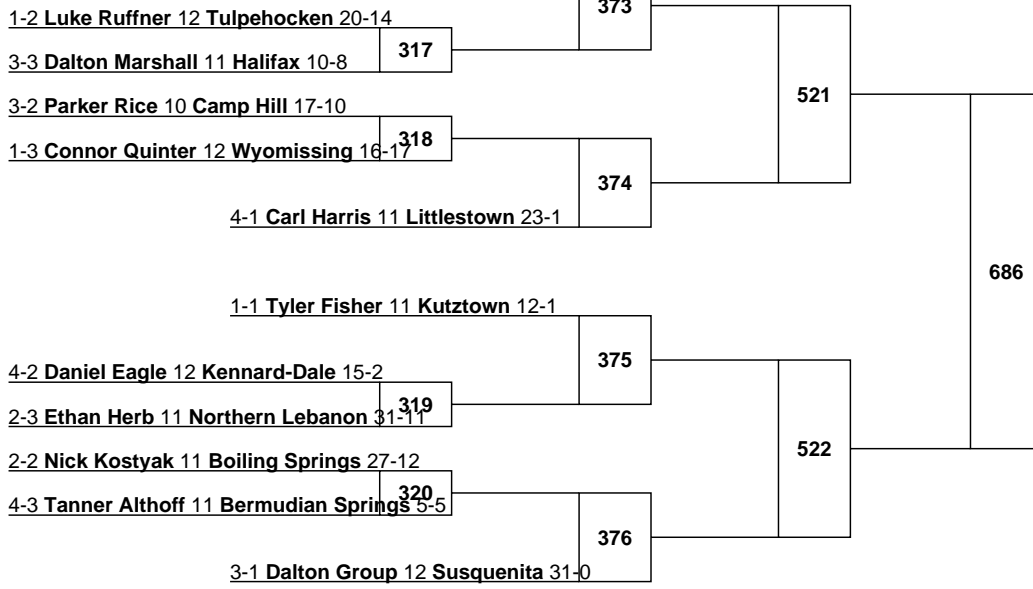 373
1-2 Luke Ruffner 12 Tulpehocken 20-14
317
3-3 Dalton Marshall 11 Halifax 10-8
521
3-2 Parker Rice 10 Camp Hill 17-10
318
1-3 Connor Quinter 12 Wyomissing 16-17
374
4-1 Carl Harris 11 Littlestown 23-1
686
1-1 Tyler Fisher 11 Kutztown 12-1
375
4-2 Daniel Eagle 12 Kennard-Dale 15-2
319
2-3 Ethan Herb 11 Northern Lebanon 31-11
522
2-2 Nick Kostyak 11 Boiling Springs 27-12
320
4-3 Tanner Althoff 11 Bermudian Springs 5-5
376
3-1 Dalton Group 12 Susquenita 31-0